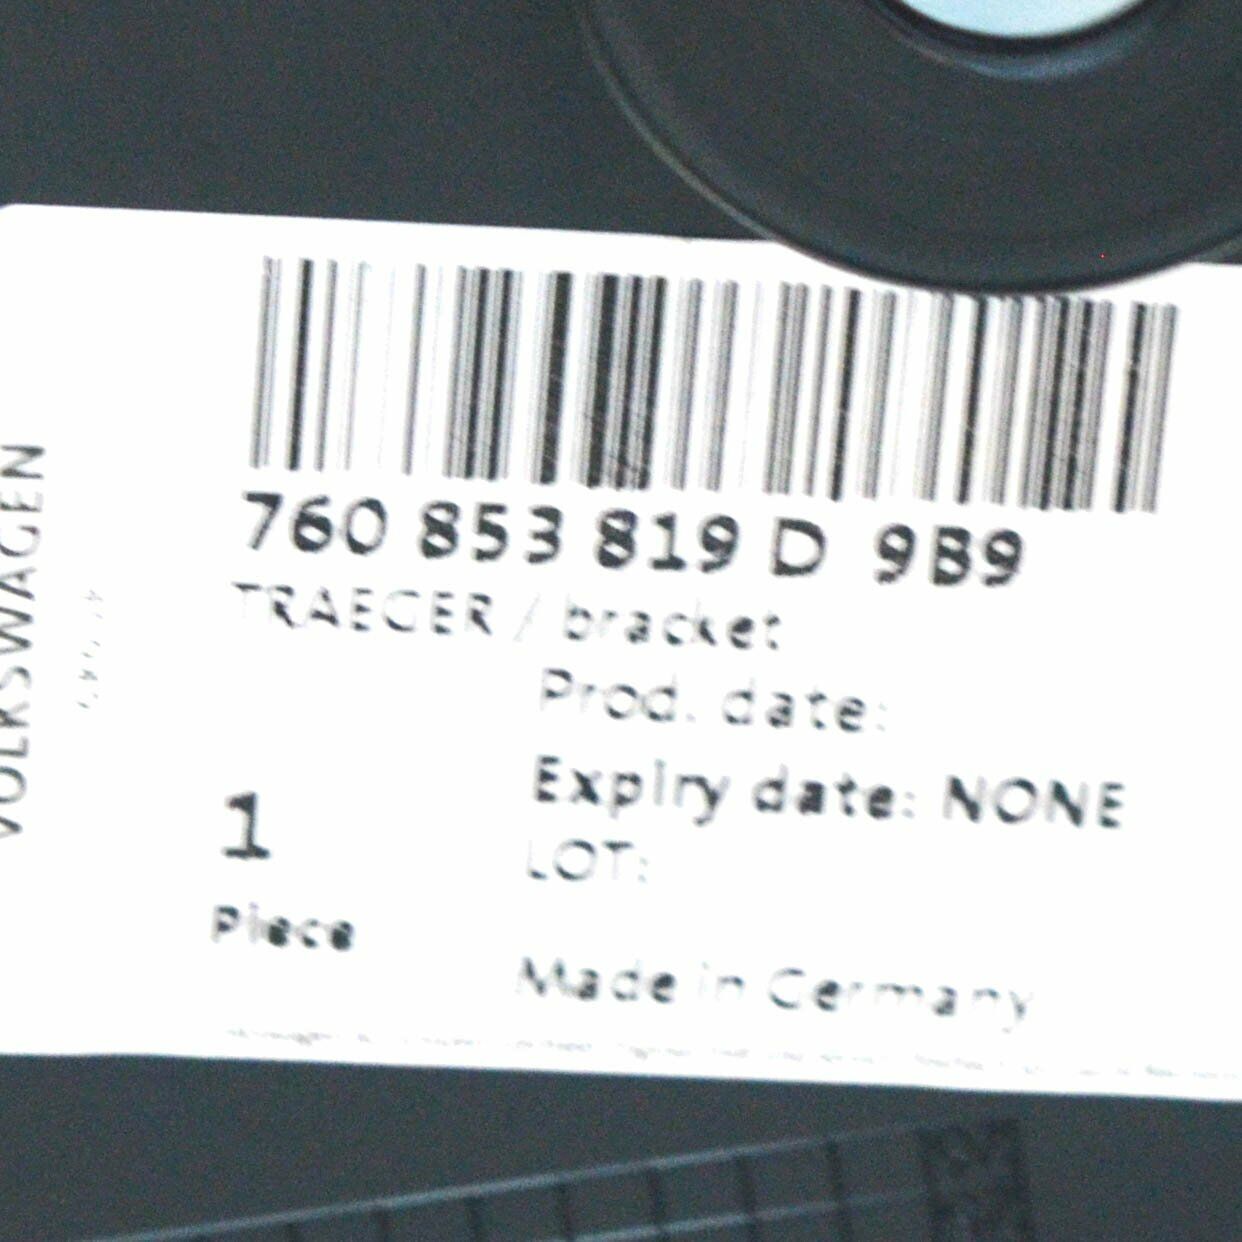 760 853 819 D 9B9
TRAEGER / bracket
Prod. date:
Expiry date: NONE
LOT:
1
Piece
Made in Germany
VOLKSWAGEN